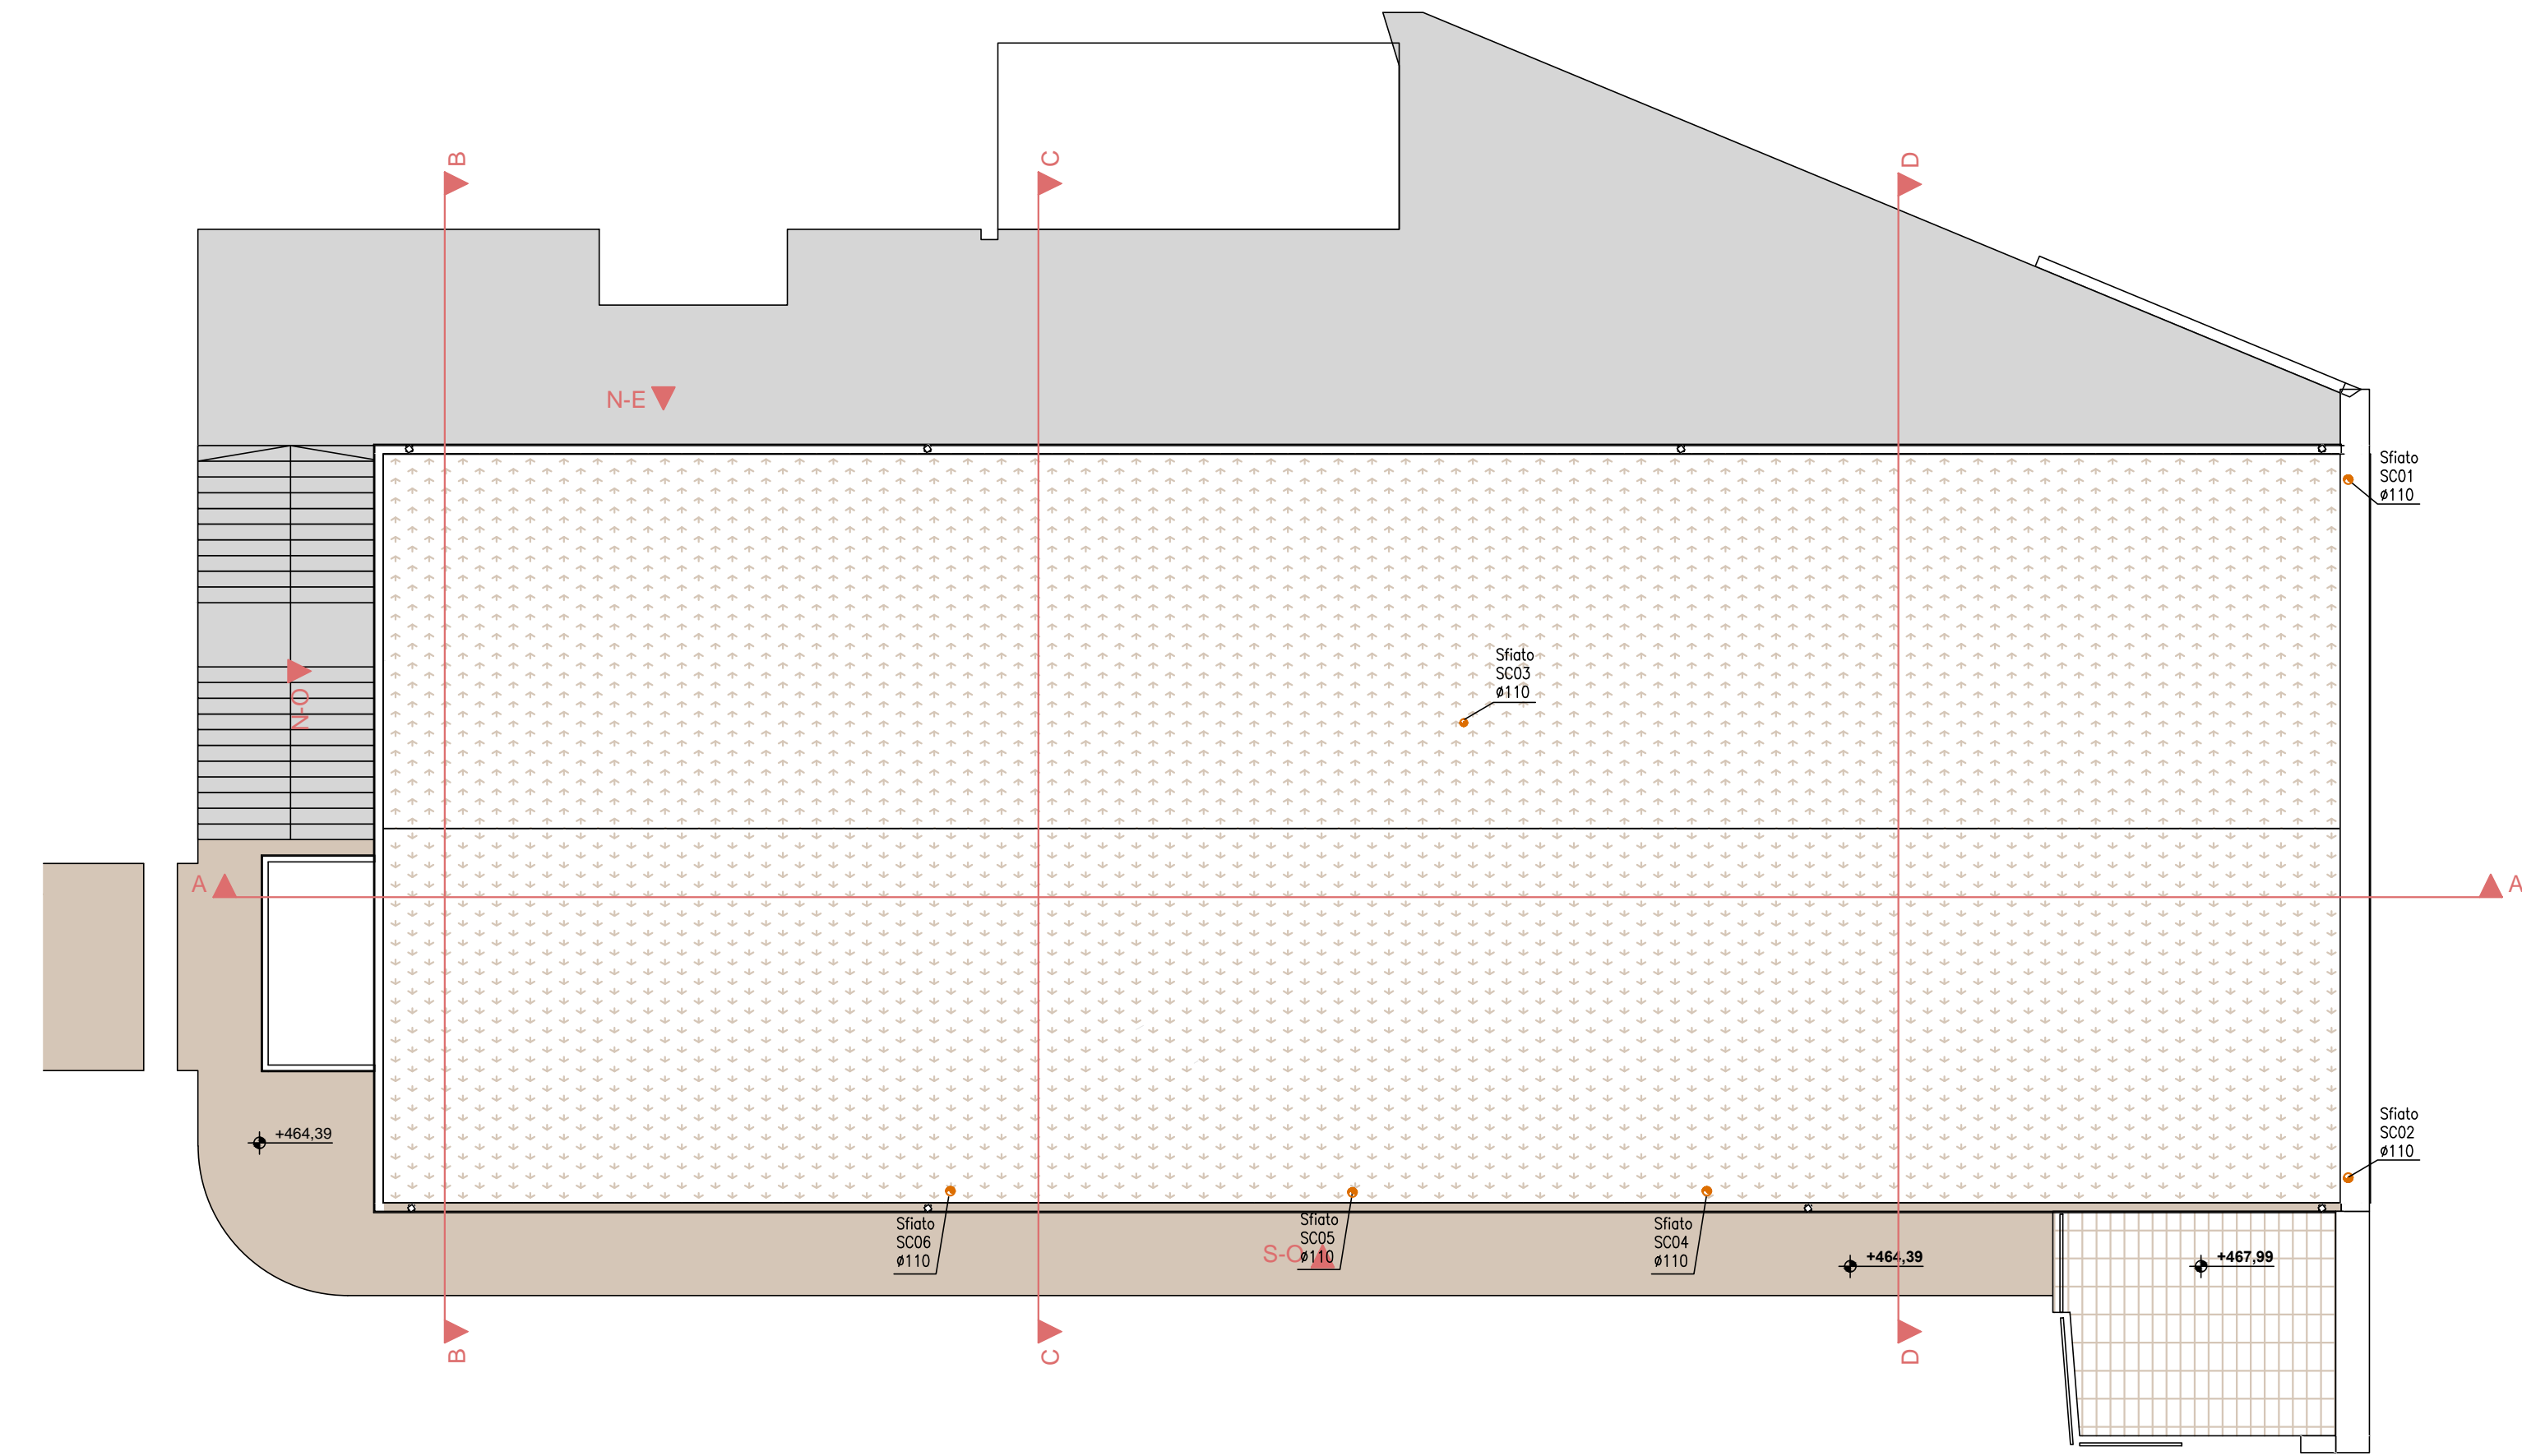 B
C
D
N-E
Sfiato
SC01
ø110
Sfiato
SC03
ø110
N-O
A
A
Sfiato
SC02
ø110
+464,39
Sfiato
SC06
ø110
Sfiato
SC05
ø110
S-O
Sfiato
SC04
ø110
+464,39
+467,99
B
C
D